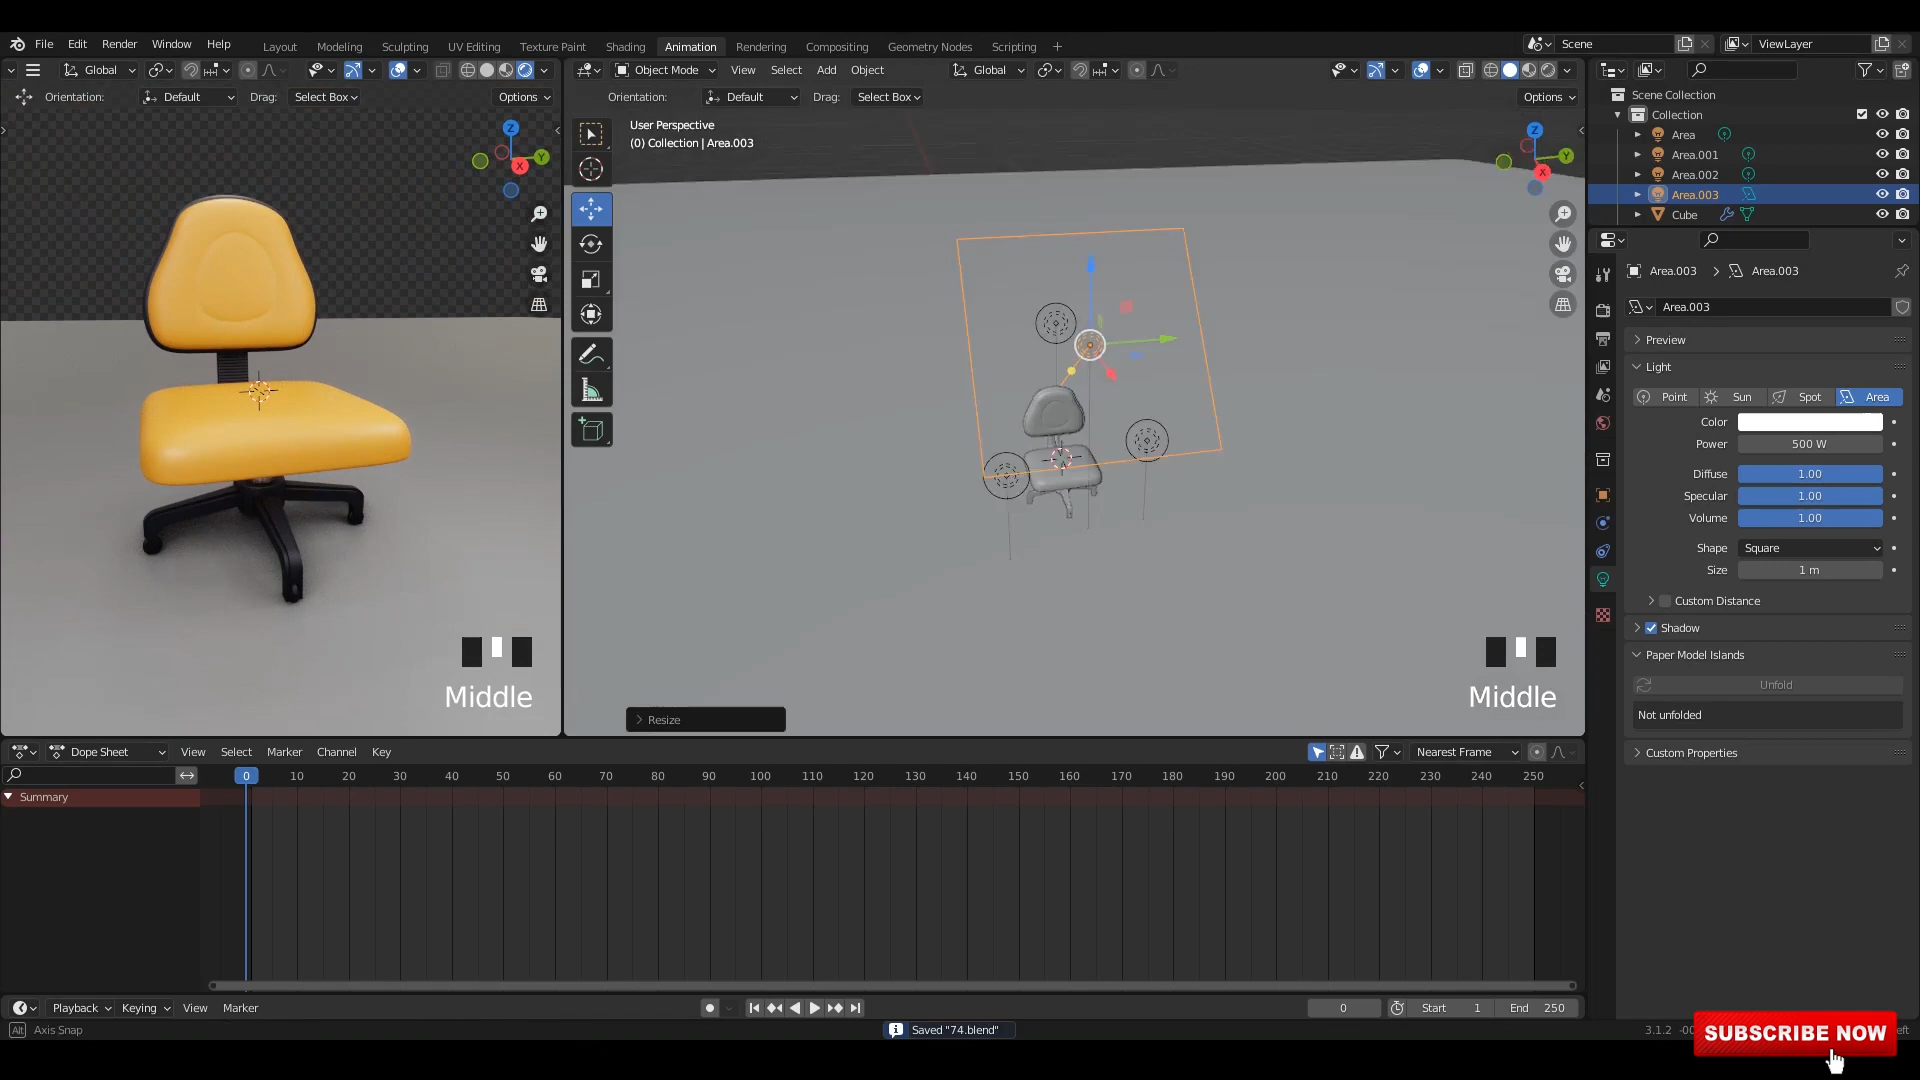 File Edit Render Window Help
Layout Modeling Sculpting UV Editing Texture Paint Shading Animation Rendering Compositing Geometry Nodes Scripting +
Scene ViewLayer
Global Object Mode View Select Add Object Global
Orientation: Default Drag: Select Box Options
Orientation: Default Drag: Select Box Options
User Perspective
(0) Collection | Area.003
Z
Y
X
Z
Y
X
Scene Collection
Collection
Area
Area.001
Area.002
Area.003
Cube
Area.003 > Area.003
Area.003
Preview
Light
Point Sun Spot Area
Color
Power 500 W
Diffuse 1.00
Specular 1.00
Volume 1.00
Shape Square
Size 1 m
Custom Distance
Shadow
Paper Model Islands
Unfold
Not unfolded
Custom Properties
Middle
Middle
Resize
Dope Sheet View Select Marker Channel Key Nearest Frame
0 10 20 30 40 50 60 70 80 90 100 110 120 130 140 150 160 170 180 190 200 210 220 230 240 250
Summary
Playback Keying View Marker 0 Start 1 End 250
Alt Axis Snap
Saved "74.blend"
3.1.2
SUBSCRIBE NOW